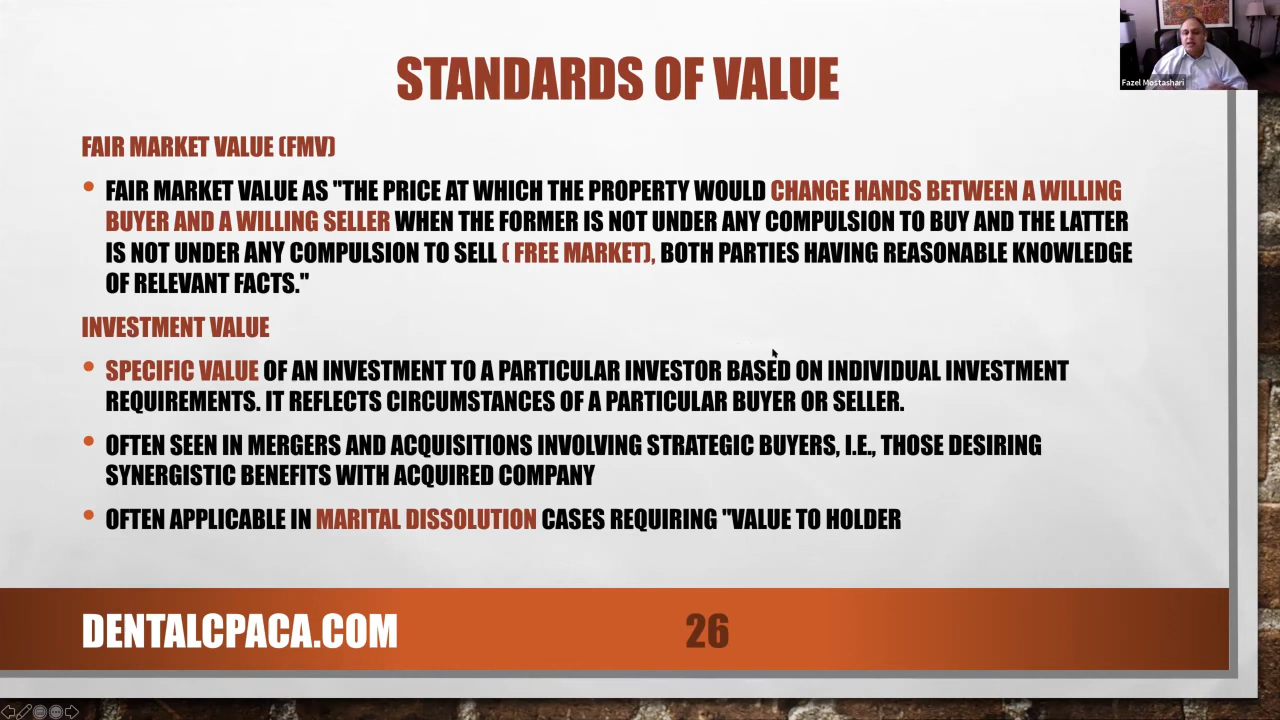 STANDARDS OF VALUE
Fazel Mostashari
FAIR MARKET VALUE (FMV)
• FAIR MARKET VALUE AS "THE PRICE AT WHICH THE PROPERTY WOULD CHANGE HANDS BETWEEN A WILLING
BUYER AND A WILLING SELLER WHEN THE FORMER IS NOT UNDER ANY COMPULSION TO BUY AND THE LATTER
IS NOT UNDER ANY COMPULSION TO SELL ( FREE MARKET), BOTH PARTIES HAVING REASONABLE KNOWLEDGE
OF RELEVANT FACTS."
INVESTMENT VALUE
• SPECIFIC VALUE OF AN INVESTMENT TO A PARTICULAR INVESTOR BASED ON INDIVIDUAL INVESTMENT
REQUIREMENTS. IT REFLECTS CIRCUMSTANCES OF A PARTICULAR BUYER OR SELLER.
• OFTEN SEEN IN MERGERS AND ACQUISITIONS INVOLVING STRATEGIC BUYERS, I.E., THOSE DESIRING
SYNERGISTIC BENEFITS WITH ACQUIRED COMPANY
• OFTEN APPLICABLE IN MARITAL DISSOLUTION CASES REQUIRING "VALUE TO HOLDER
DENTALCPACA.COM
26